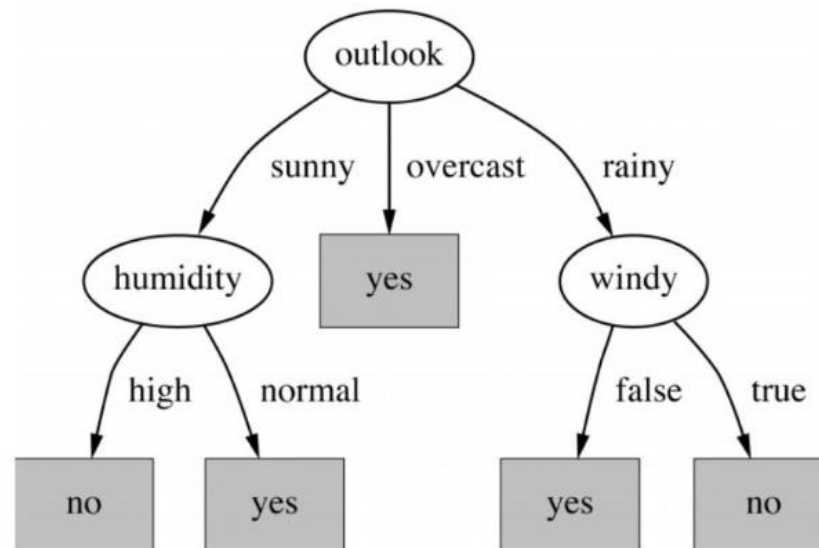 outlook
sunny overcast rainy
humidity yes windy
high normal false true
no yes yes no